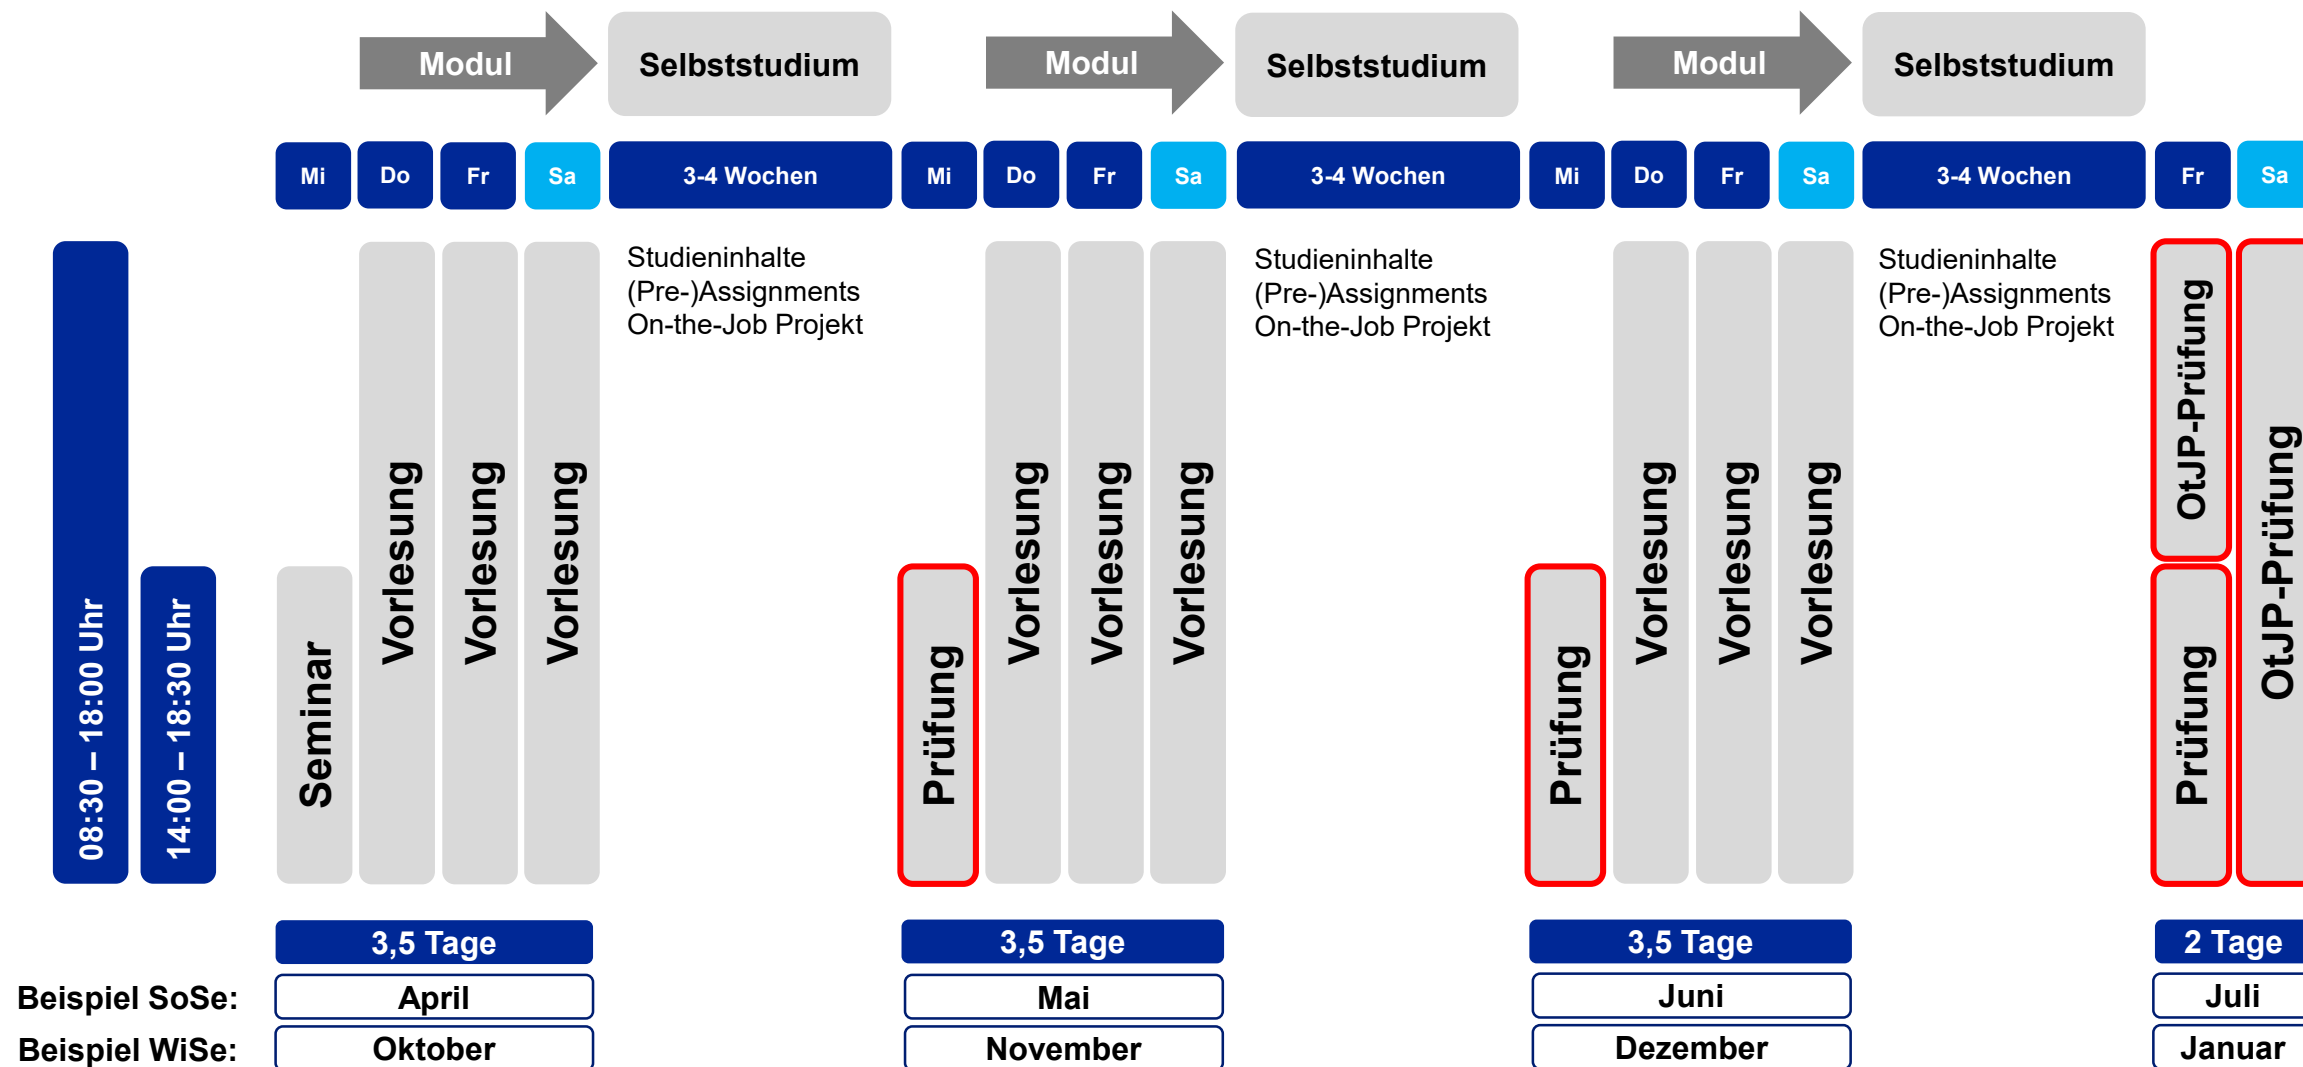 Modul
Selbststudium
Modul
Selbststudium
Modul
Selbststudium
Mi
Do
Fr
Sa
3-4 Wochen
Mi
Do
Fr
Sa
3-4 Wochen
Mi
Do
Fr
Sa
3-4 Wochen
Fr
Sa
08:30 – 18:00 Uhr
14:00 – 18:30 Uhr
Seminar
Vorlesung
Vorlesung
Vorlesung
Studieninhalte
(Pre-)Assignments
On-the-Job Projekt
Prüfung
Vorlesung
Vorlesung
Vorlesung
Studieninhalte
(Pre-)Assignments
On-the-Job Projekt
Prüfung
Vorlesung
Vorlesung
Vorlesung
Studieninhalte
(Pre-)Assignments
On-the-Job Projekt
OtJP-Prüfung
Prüfung
OtJP-Prüfung
3,5 Tage
3,5 Tage
3,5 Tage
2 Tage
Beispiel SoSe:
April
Mai
Juni
Juli
Beispiel WiSe:
Oktober
November
Dezember
Januar